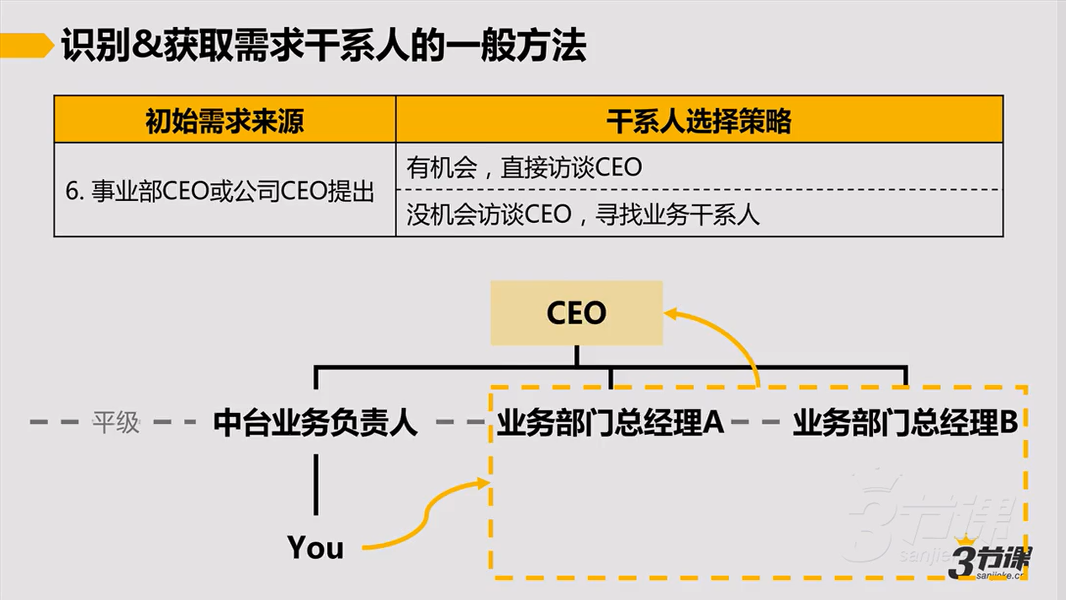 识别&获取需求干系人的一般方法
初始需求来源
干系人选择策略
6. 事业部CEO或公司CEO提出
有机会，直接访谈CEO
没机会访谈CEO，寻找业务干系人
CEO
平级
中台业务负责人
业务部门总经理A
业务部门总经理B
You
3节课
sanjie
3节课
sanjieke.c